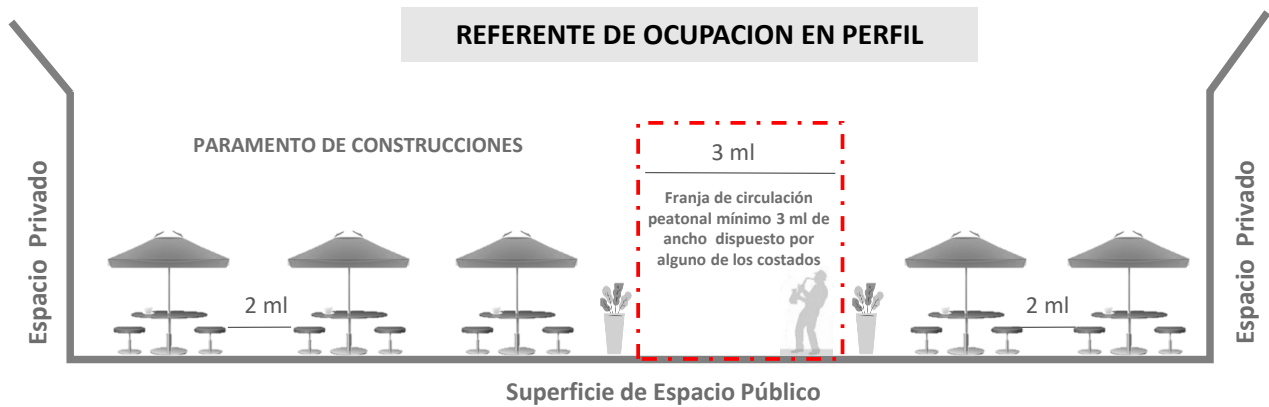 REFERENTE DE OCUPACION EN PERFIL
PARAMENTO DE CONSTRUCCIONES
3 ml
Franja de circulación
peatonal mínimo 3 ml de
ancho dispuesto por
alguno de los costados
Espacio Privado
2 ml
2 ml
Espacio Privado
Superficie de Espacio Público